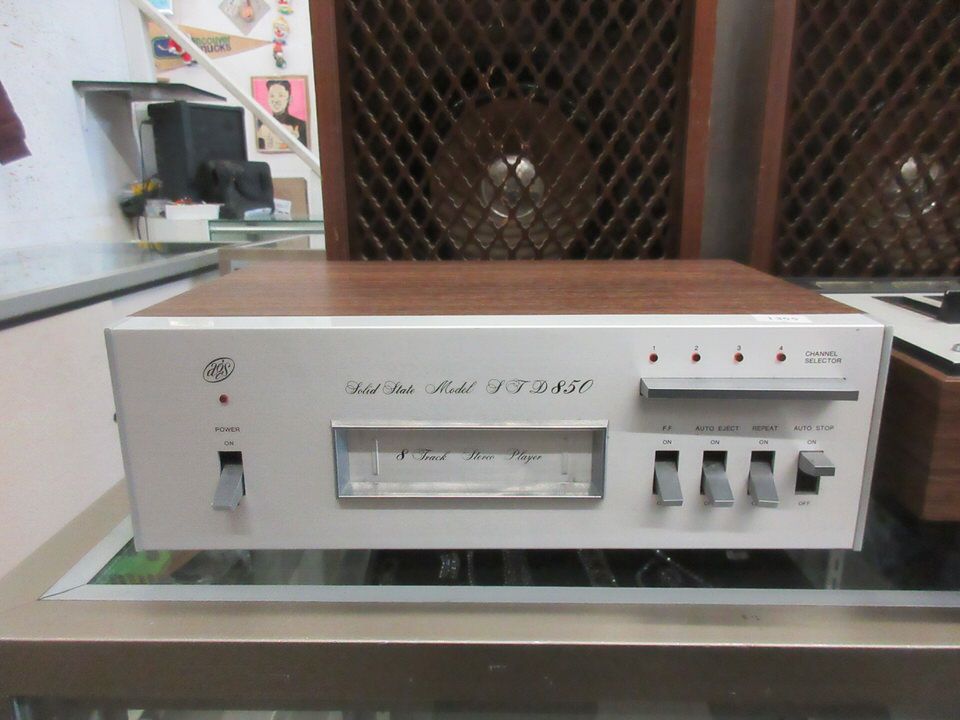 ags
POWER
ON
Solid State Model STD850
8 Track Stereo Player
1 2 3 4
CHANNEL
SELECTOR
F.F AUTO EJECT REPEAT AUTO STOP
ON ON ON ON
OFF